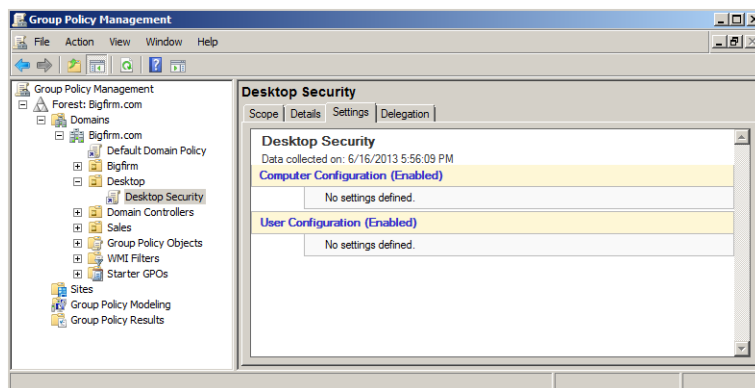 Group Policy Management
File Action View Window Help
Group Policy Management
Forest: Bigfirm.com
Domains
Bigfirm.com
Default Domain Policy
Bigfirm
Desktop
Desktop Security
Domain Controllers
Sales
Group Policy Objects
WMI Filters
Starter GPOs
Sites
Group Policy Modeling
Group Policy Results
Desktop Security
Scope Details Settings Delegation
Desktop Security
Data collected on: 6/16/2013 5:56:09 PM
Computer Configuration (Enabled)
No settings defined.
User Configuration (Enabled)
No settings defined.